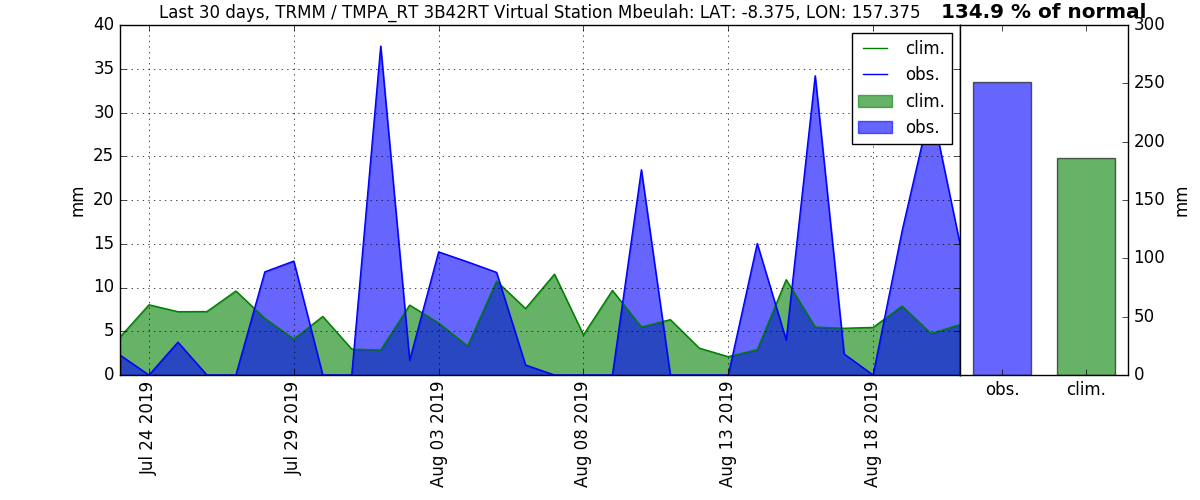 Last 30 days, TRMM / TMPA_RT 3B42RT Virtual Station Mbeulah: LAT: -8.375, LON: 157.375
134.9 % of normal
40
35
30
25
20
15
10
5
0
mm
clim.
obs.
clim.
obs.
300
250
200
150
100
50
0
mm
Jul 24 2019
Jul 29 2019
Aug 03 2019
Aug 08 2019
Aug 13 2019
Aug 18 2019
obs.
clim.